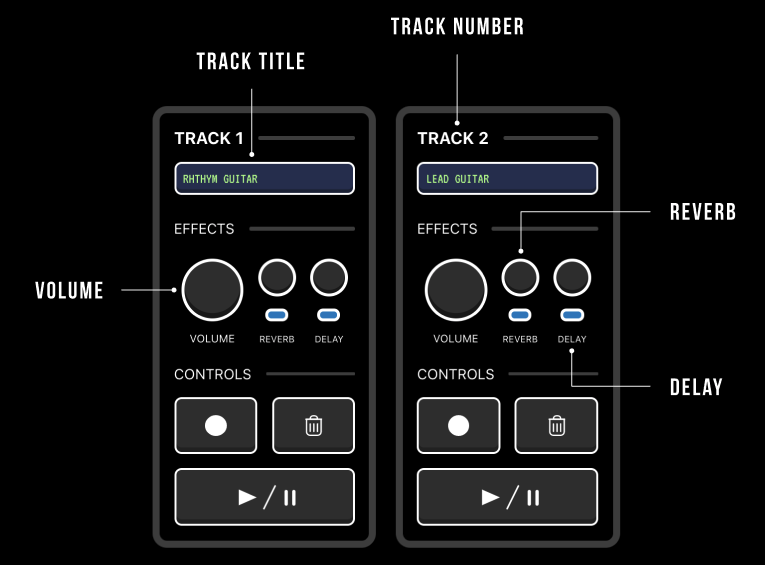 TRACK NUMBER
TRACK TITLE
TRACK 1
TRACK 2
RHTHYM GUITAR
LEAD GUITAR
REVERB
EFFECTS
EFFECTS
VOLUME
VOLUME
REVERB
DELAY
VOLUME
REVERB
DELAY
CONTROLS
CONTROLS
DELAY